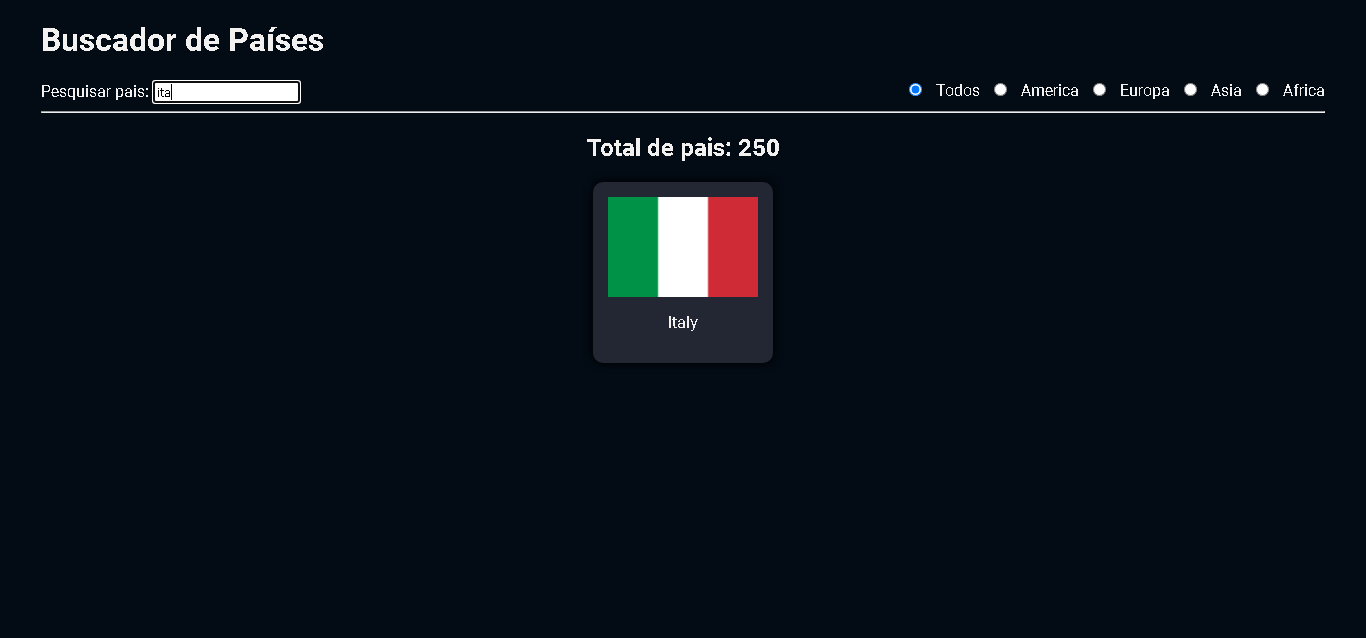 Buscador de Países
Pesquisar pais: ita
Todos America Europa Asia Africa
Total de pais: 250
Italy